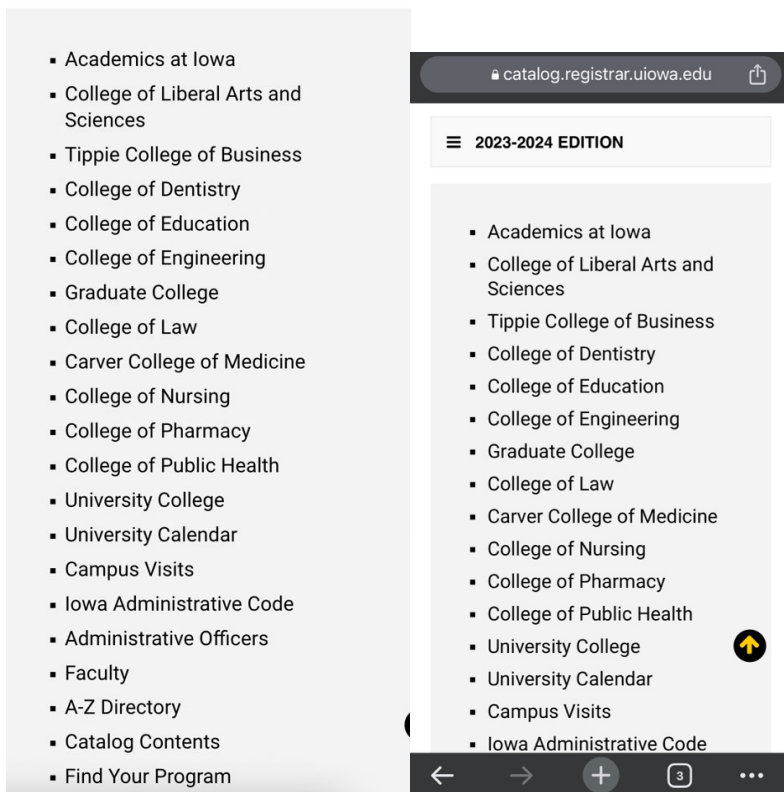 Academics at Iowa
College of Liberal Arts and
Sciences
Tippie College of Business
College of Dentistry
College of Education
College of Engineering
Graduate College
College of Law
Carver College of Medicine
College of Nursing
College of Pharmacy
College of Public Health
University College
University Calendar
Campus Visits
Iowa Administrative Code
Administrative Officers
Faculty
A-Z Directory
Catalog Contents
Find Your Program
catalog.registrar.uiowa.edu
2023-2024 EDITION
Academics at Iowa
College of Liberal Arts and
Sciences
Tippie College of Business
College of Dentistry
College of Education
College of Engineering
Graduate College
College of Law
Carver College of Medicine
College of Nursing
College of Pharmacy
College of Public Health
University College
University Calendar
Campus Visits
Iowa Administrative Code
3